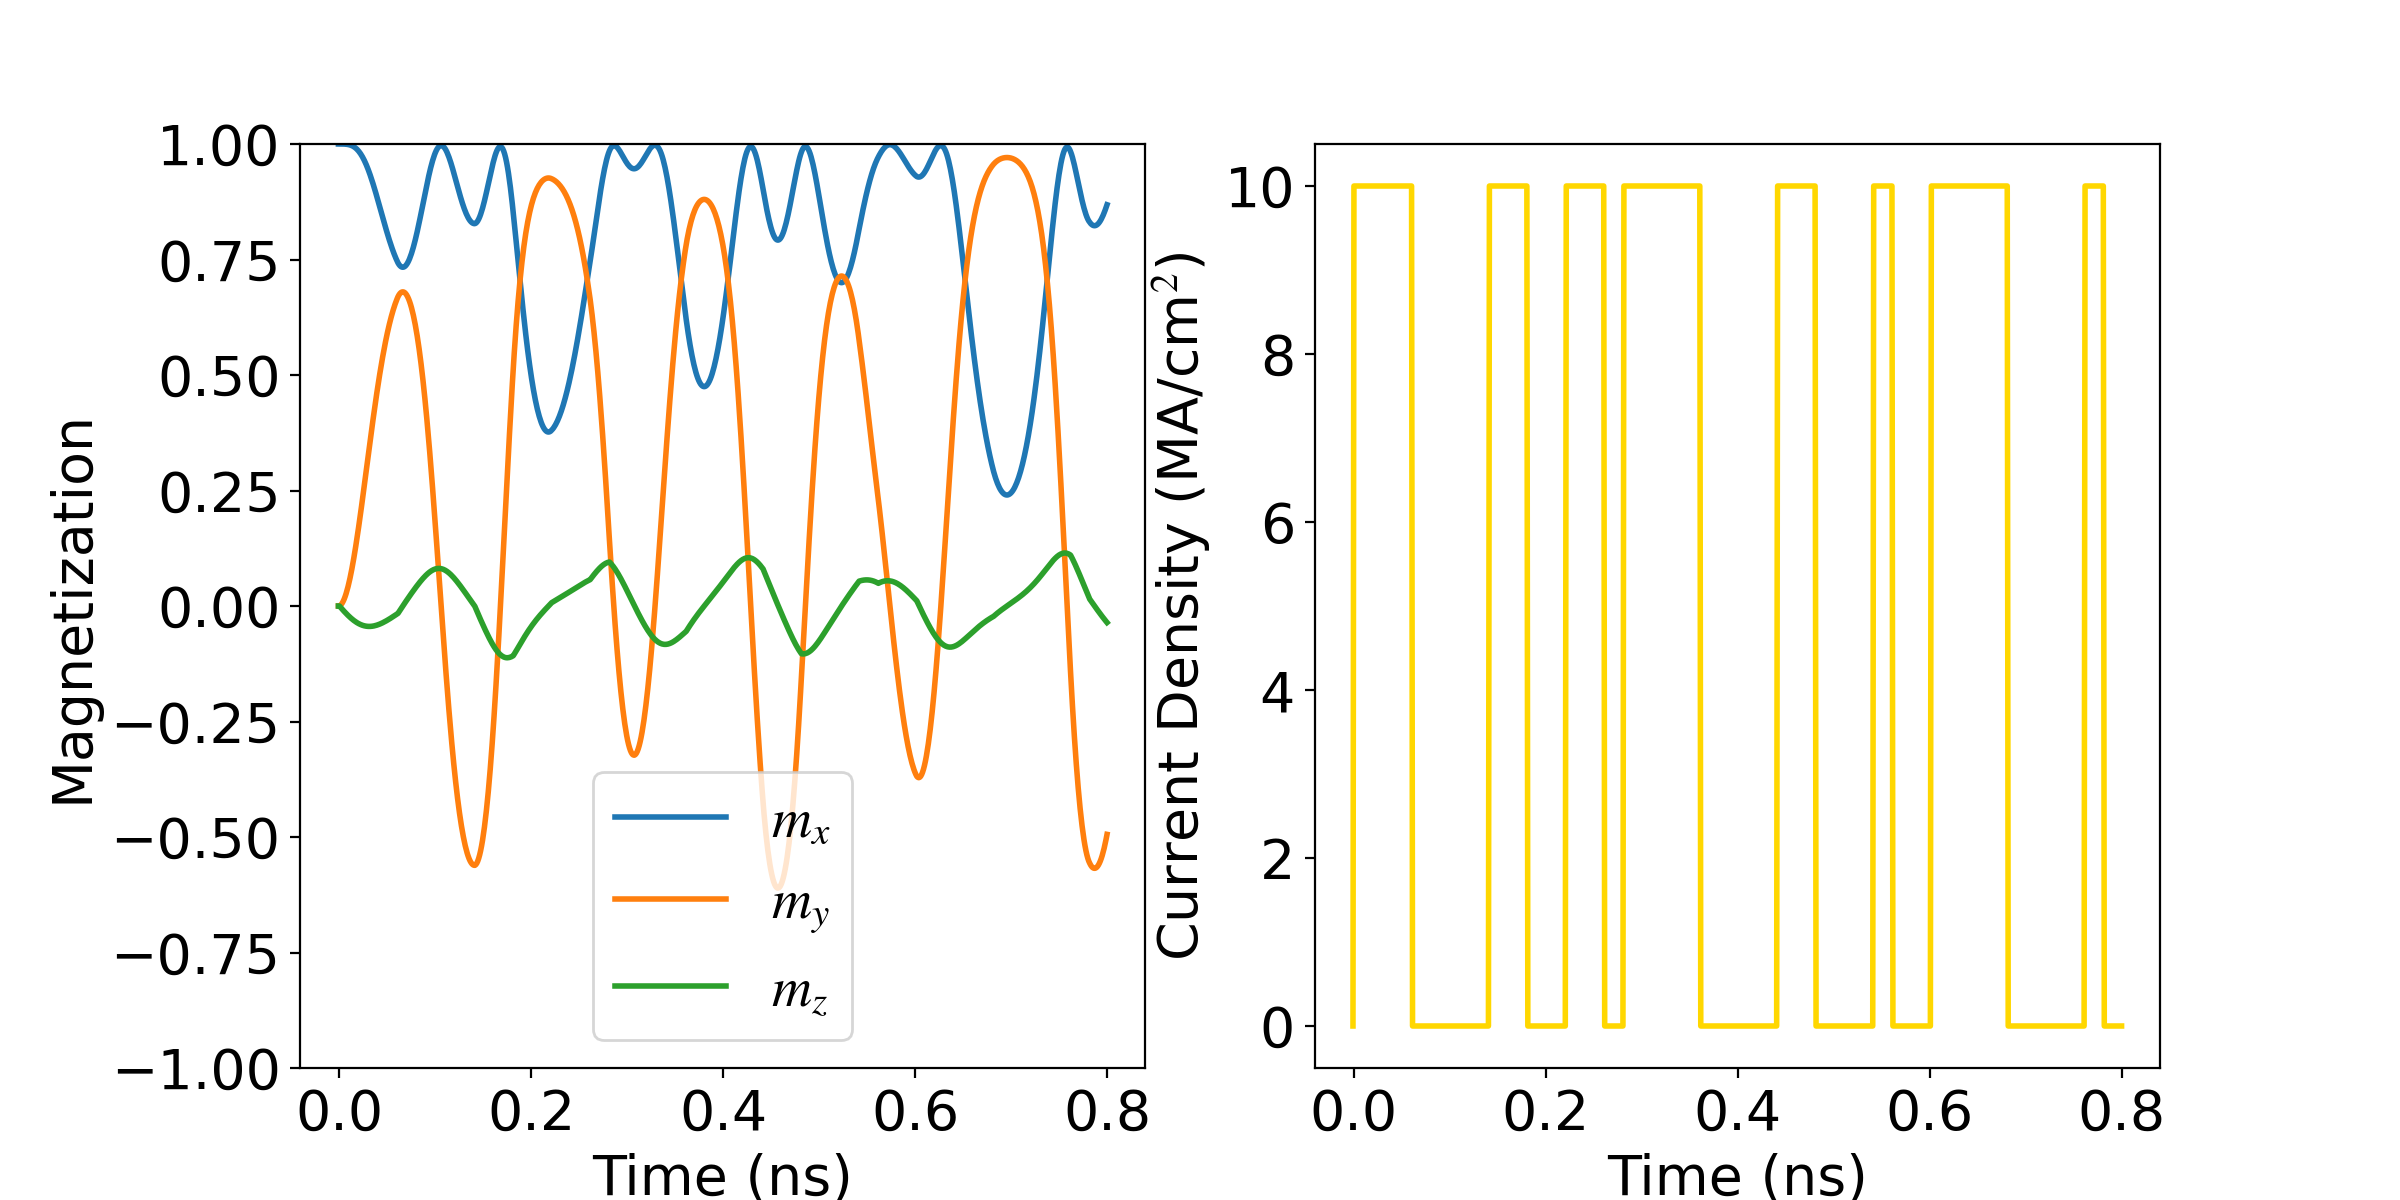 Magnetization
1.00
0.75
0.50
0.25
0.00
−0.25
−0.50
−0.75
−1.00
0.0 0.2 0.4 0.6 0.8
Time (ns)
m_x
m_y
m_z
Current Density (MA/cm²)
10
8
6
4
2
0
0.0 0.2 0.4 0.6 0.8
Time (ns)